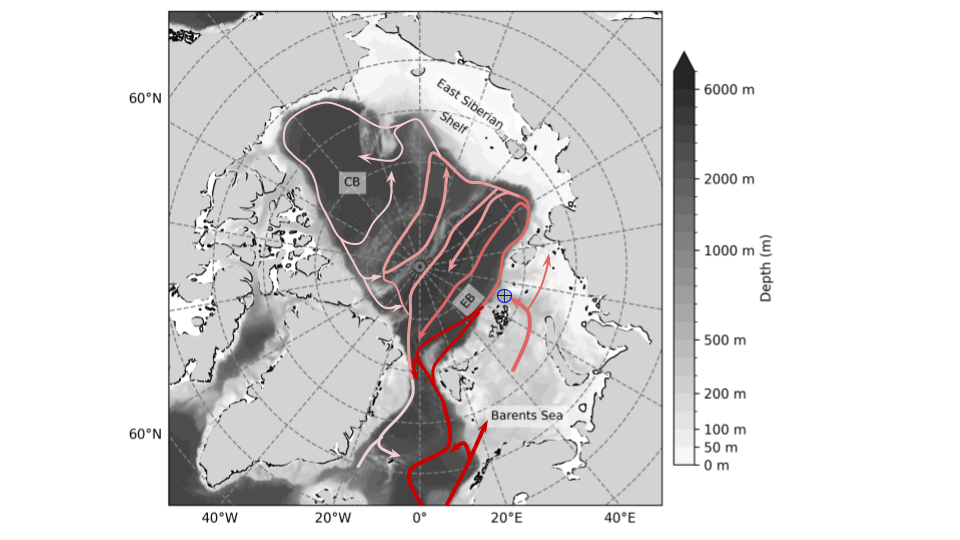 60°N
60°N
East Siberian
Shelf
CB
EB
Barents Sea
40°W
20°W
0°
20°E
40°E
6000 m
2000 m
1000 m
500 m
200 m
100 m
50 m
0 m
Depth (m)